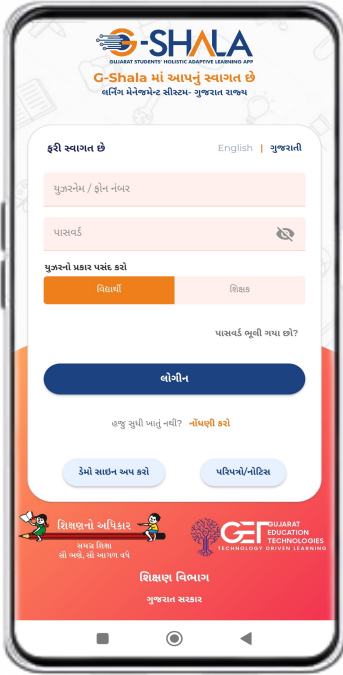 G-SHALA
GUJARAT STUDENTS' HOLISTIC ADAPTIVE LEARNING APP
G-Shala માં આપનું સ્વાગત છે
લર્નિંગ મેનેજમેન્ટ સીસ્ટમ- ગુજરાત રાજ્ય
ફરી સ્વાગત છે English | ગુજરાતી
યુઝરનેમ / ફોન નંબર
પાસવર્ડ
યુઝરનો પ્રકાર પસંદ કરો
વિદ્યાર્થી શિક્ષક
પાસવર્ડ ભૂલી ગયા છો?
લોગીન
હજુ સુધી ખાતું નથી? નોંધણી કરો
ડેમો સાઇન અપ કરો પરિપત્રો/નોટિસ
શિક્ષણનો અધિકાર
સમગ્ર શિક્ષા
સૌ ભણે, સૌ આગળ વધે
GET GUJARAT
EDUCATION
TECHNOLOGIES
TECHNOLOGY DRIVEN LEARNING
શિક્ષણ વિભાગ
ગુજરાત સરકાર